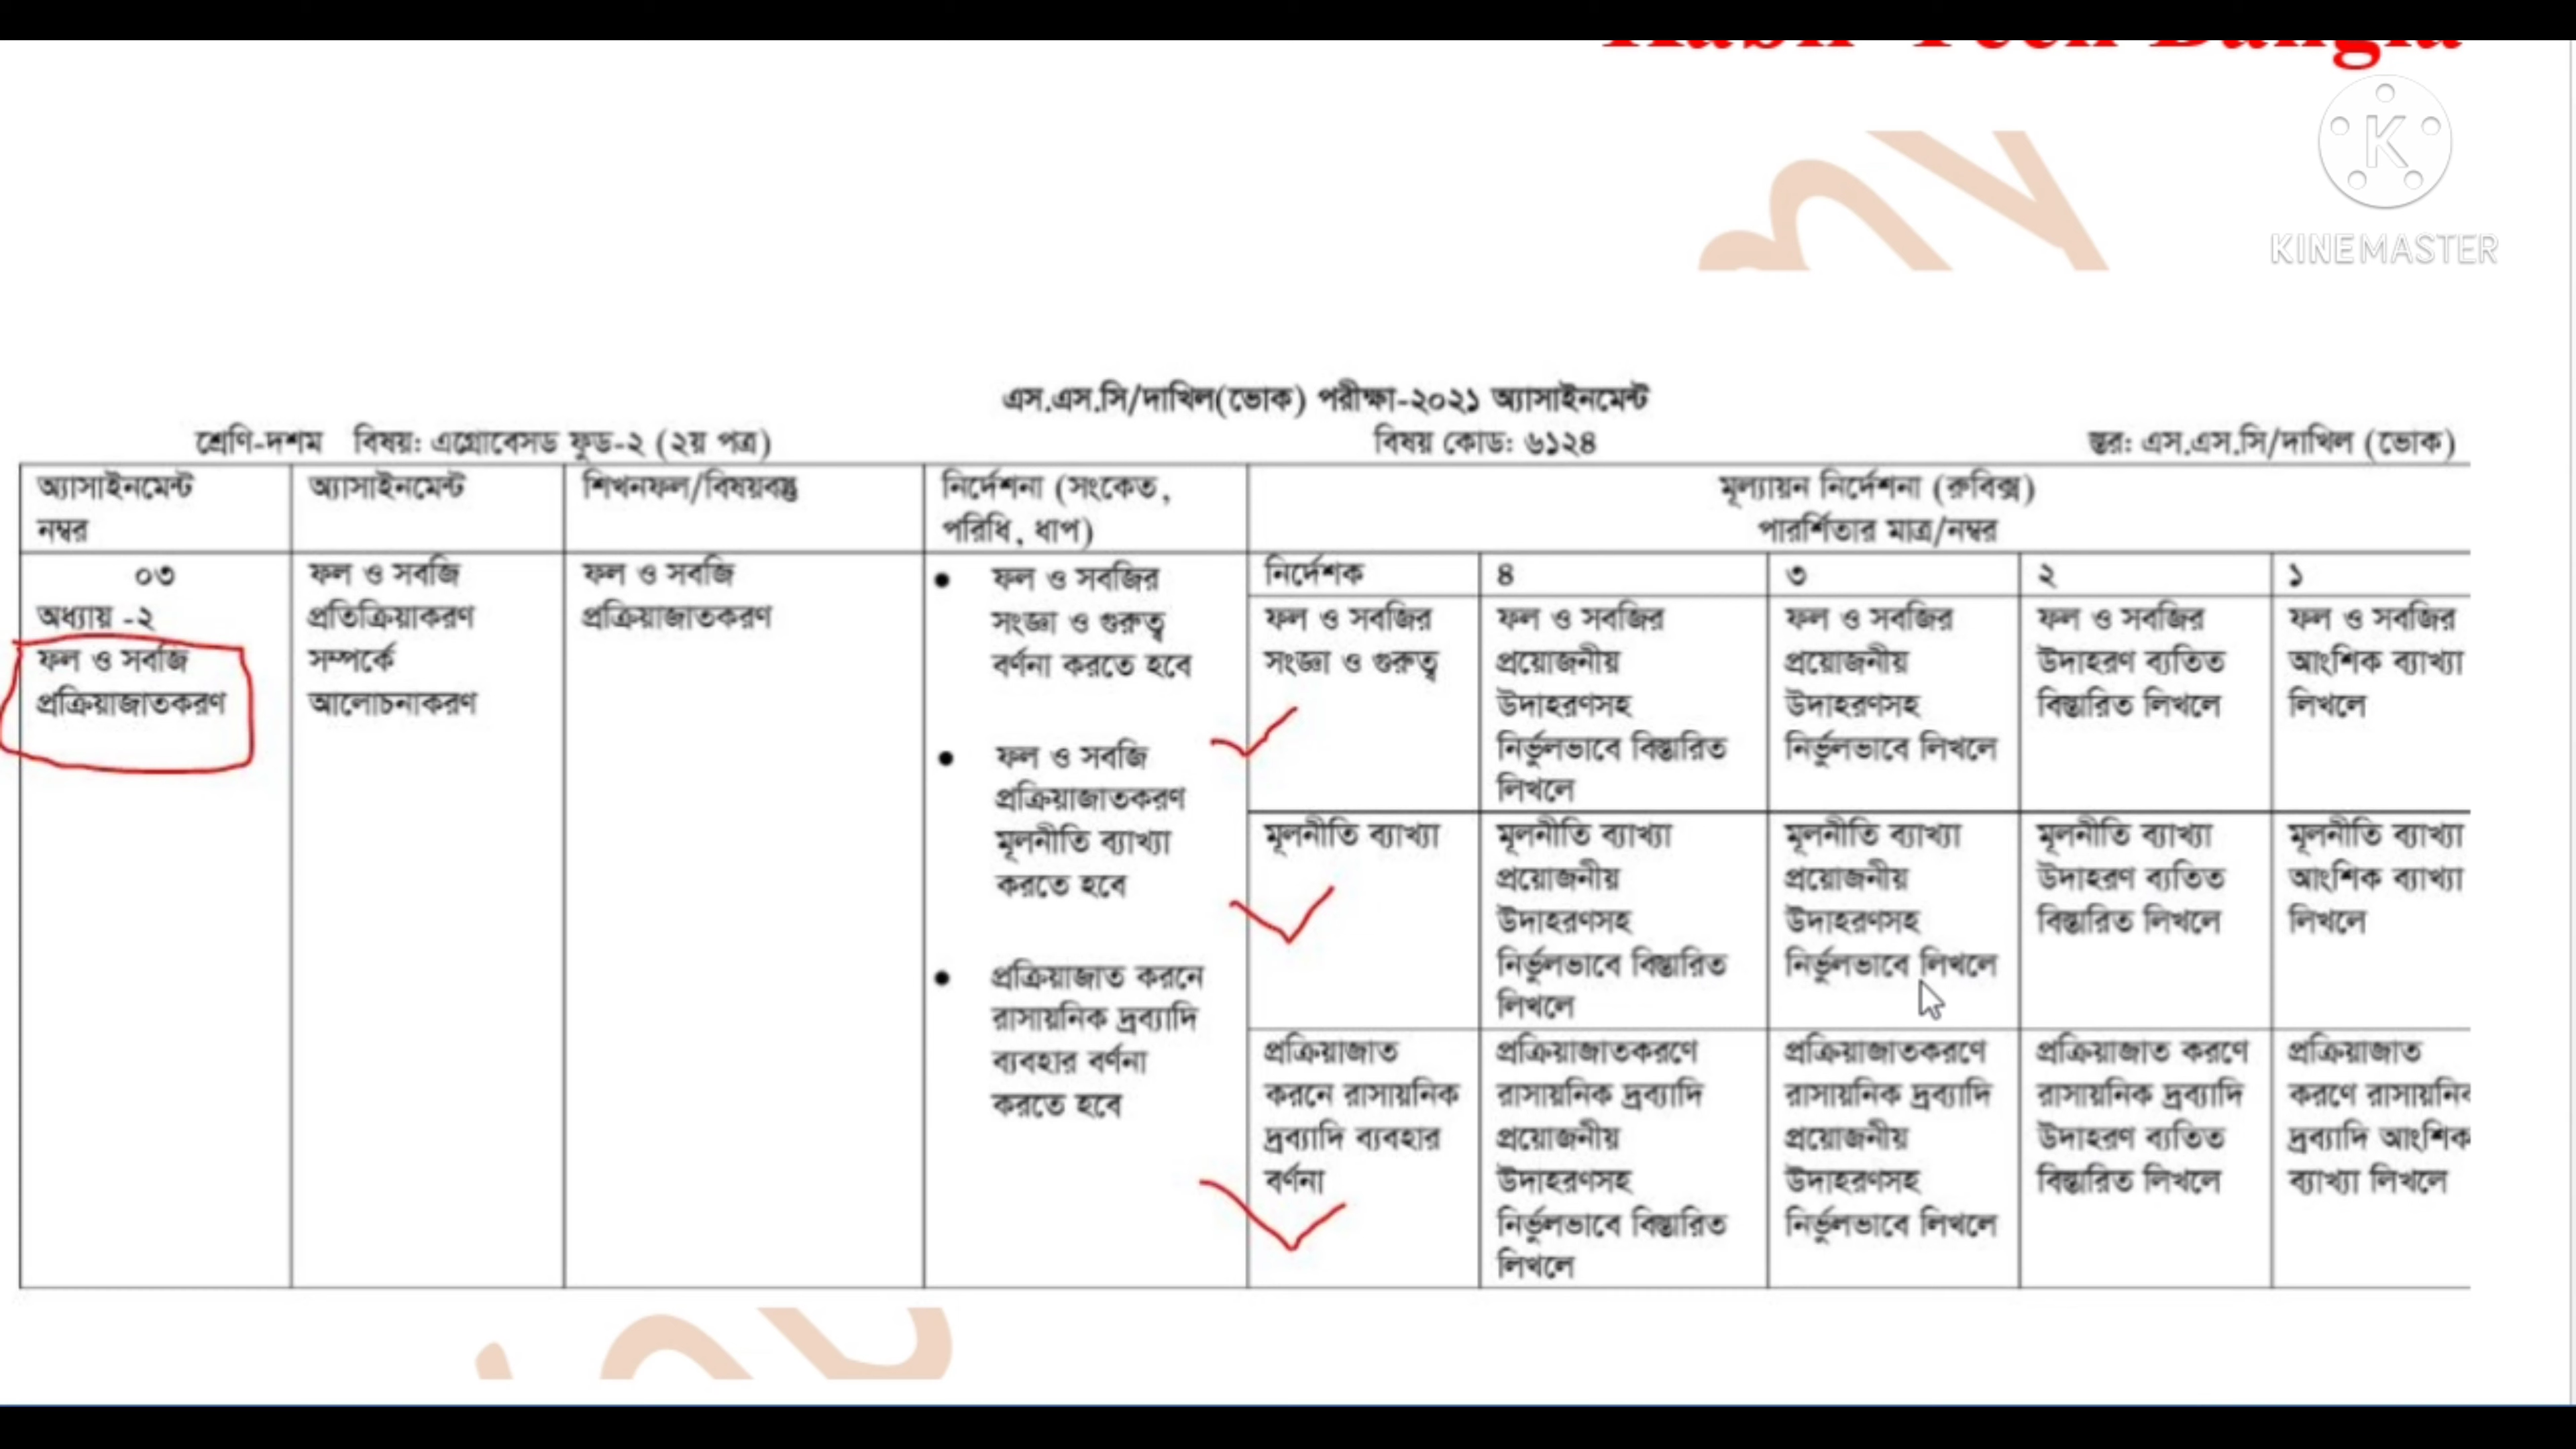 Habib Tech Bangla
KINEMASTER
এস.এস.সি/দাখিল(ভোক) পরীক্ষা-২০২১ অ্যাসাইনমেন্ট
শ্রেণি-দশম বিষয়: এগ্রোবেসড ফুড-২ (২য় পত্র) বিষয় কোড: ৬১২৪ স্তর: এস.এস.সি/দাখিল (ভোক)
অ্যাসাইনমেন্ট
নম্বর
অ্যাসাইনমেন্ট
শিখনফল/বিষয়বস্তু
নির্দেশনা (সংকেত,
পরিধি, ধাপ)
মূল্যায়ন নির্দেশনা (রুবিক্স)
পারর্শিতার মাত্র/নম্বর
০৩
অধ্যায় -২
ফল ও সবজি
প্রক্রিয়াজাতকরণ
ফল ও সবজি
প্রতিক্রিয়াকরণ
সম্পর্কে
আলোচনাকরণ
ফল ও সবজি
প্রক্রিয়াজাতকরণ
• ফল ও সবজির
সংজ্ঞা ও গুরুত্ব
বর্ণনা করতে হবে
• ফল ও সবজি
প্রক্রিয়াজাতকরণ
মূলনীতি ব্যাখ্যা
করতে হবে
• প্রক্রিয়াজাত করনে
রাসায়নিক দ্রব্যাদি
ব্যবহার বর্ণনা
করতে হবে
নির্দেশক ৪ ৩ ২ ১
ফল ও সবজির
সংজ্ঞা ও গুরুত্ব
ফল ও সবজির
প্রয়োজনীয়
উদাহরণসহ
নির্ভুলভাবে বিস্তারিত
লিখলে
ফল ও সবজির
প্রয়োজনীয়
উদাহরণসহ
নির্ভুলভাবে লিখলে
ফল ও সবজির
উদাহরণ ব্যতিত
বিস্তারিত লিখলে
ফল ও সবজির
আংশিক ব্যাখ্যা
লিখলে
মূলনীতি ব্যাখ্যা
মূলনীতি ব্যাখ্যা
প্রয়োজনীয়
উদাহরণসহ
নির্ভুলভাবে বিস্তারিত
লিখলে
মূলনীতি ব্যাখ্যা
প্রয়োজনীয়
উদাহরণসহ
নির্ভুলভাবে লিখলে
মূলনীতি ব্যাখ্যা
উদাহরণ ব্যতিত
বিস্তারিত লিখলে
মূলনীতি ব্যাখ্যা
আংশিক ব্যাখ্যা
লিখলে
প্রক্রিয়াজাত
করনে রাসায়নিক
দ্রব্যাদি ব্যবহার
বর্ণনা
প্রক্রিয়াজাতকরণে
রাসায়নিক দ্রব্যাদি
প্রয়োজনীয়
উদাহরণসহ
নির্ভুলভাবে বিস্তারিত
লিখলে
প্রক্রিয়াজাতকরণে
রাসায়নিক দ্রব্যাদি
প্রয়োজনীয়
উদাহরণসহ
নির্ভুলভাবে লিখলে
প্রক্রিয়াজাত করণে
রাসায়নিক দ্রব্যাদি
উদাহরণ ব্যতিত
বিস্তারিত লিখলে
প্রক্রিয়াজাত
করণে রাসায়নিক
দ্রব্যাদি আংশিক
ব্যাখ্যা লিখলে